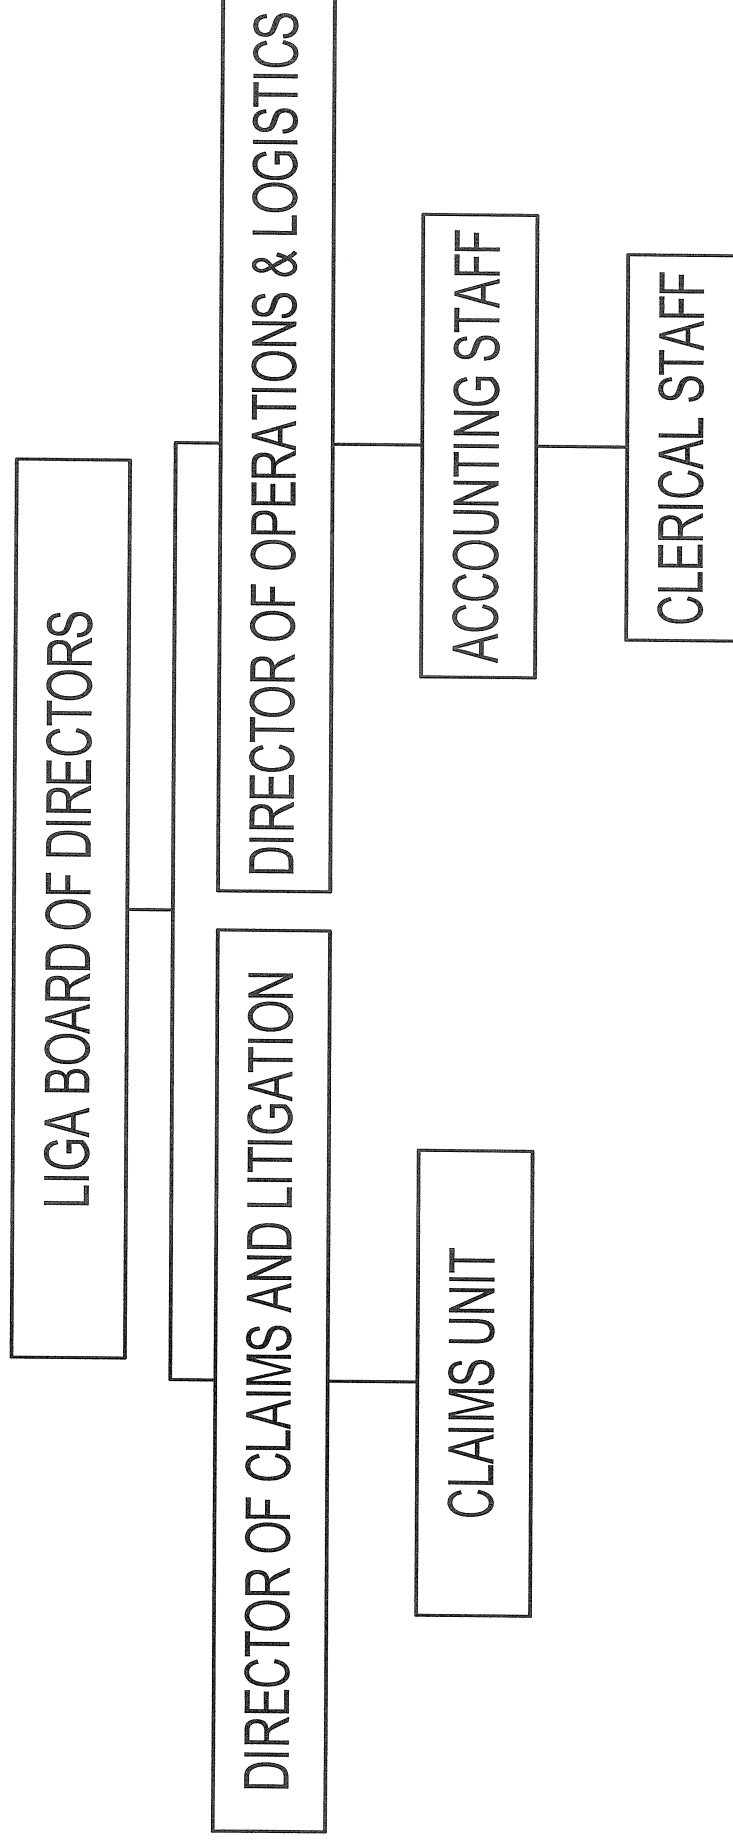 LIGA BOARD OF DIRECTORS
DIRECTOR OF CLAIMS AND LITIGATION
DIRECTOR OF OPERATIONS & LOGISTICS
CLAIMS UNIT
ACCOUNTING STAFF
CLERICAL STAFF